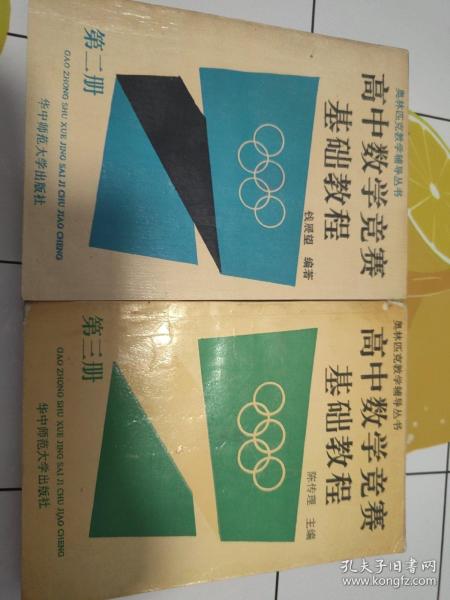 奥林匹克教学辅导丛书
高中数学竞赛
基础教程
钱展望 编著
第二册
GAO ZHONG SHU XUE JING SAI JI CHU JIAO CHENG
华中师范大学出版社
奥林匹克教学辅导丛书
高中数学竞赛
基础教程
陈传理 主编
第三册
GAO ZHONG SHU XUE JING SAI JI CHU JIAO CHENG
华中师范大学出版社
孔夫子旧书网
www.kongfz.com